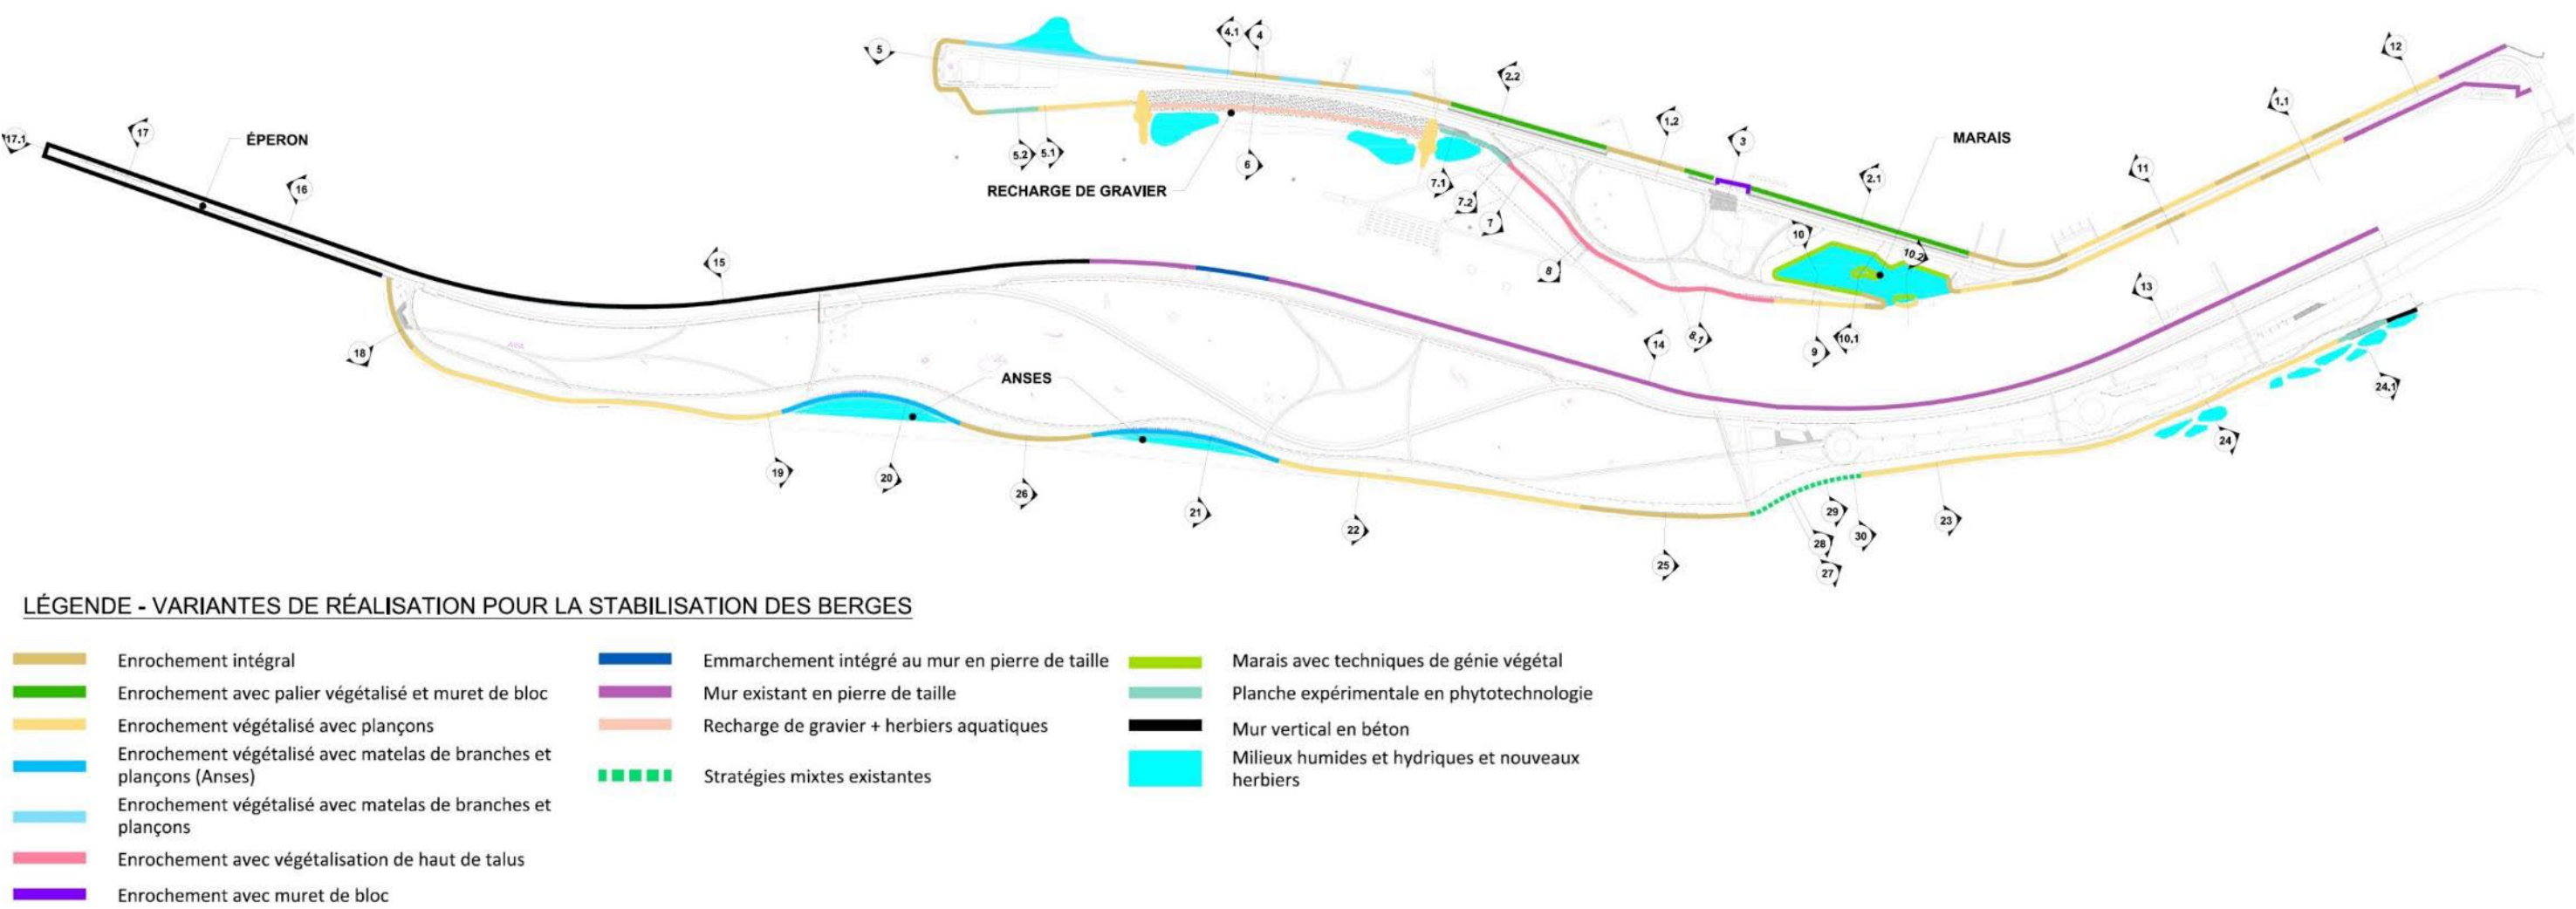 5
4.1
4
2.2
1.2
3
2.1
1.1
12
11
17.1
17
ÉPERON
16
5.2
5.1
6
RECHARGE DE GRAVIER
7.1
7.2
7
MARAIS
10
10.2
8
8.1
9
10.1
15
14
13
18
ANSES
19
20
26
21
22
25
28
27
29
30
23
24
24.1
LÉGENDE - VARIANTES DE RÉALISATION POUR LA STABILISATION DES BERGES
Enrochement intégral
Enrochement avec palier végétalisé et muret de bloc
Enrochement végétalisé avec plançons
Enrochement végétalisé avec matelas de branches et
plançons (Anses)
Enrochement végétalisé avec matelas de branches et
plançons
Enrochement avec végétalisation de haut de talus
Enrochement avec muret de bloc
Emmarchement intégré au mur en pierre de taille
Mur existant en pierre de taille
Recharge de gravier + herbiers aquatiques
Stratégies mixtes existantes
Marais avec techniques de génie végétal
Planche expérimentale en phytotechnologie
Mur vertical en béton
Milieux humides et hydriques et nouveaux
herbiers